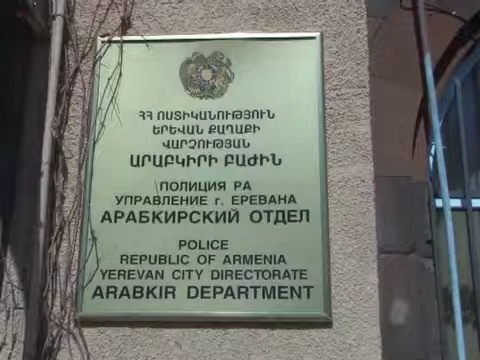 ՀՀ ՈՍՏԻԿԱՆՈՒԹՅՈՒՆ
ԵՐԵՎԱՆ ՔԱՂԱՔԻ
ՎԱՐՉՈՒԹՅԱՆ
ԱՐԱԲԿԻՐԻ ԲԱԺԻՆ
ПОЛИЦИЯ РА
УПРАВЛЕНИЕ г. ЕРЕВАНА
АРАБКИРСКИЙ ОТДЕЛ
POLICE
REPUBLIC OF ARMENIA
YEREVAN CITY DIRECTORATE
ARABKIR DEPARTMENT